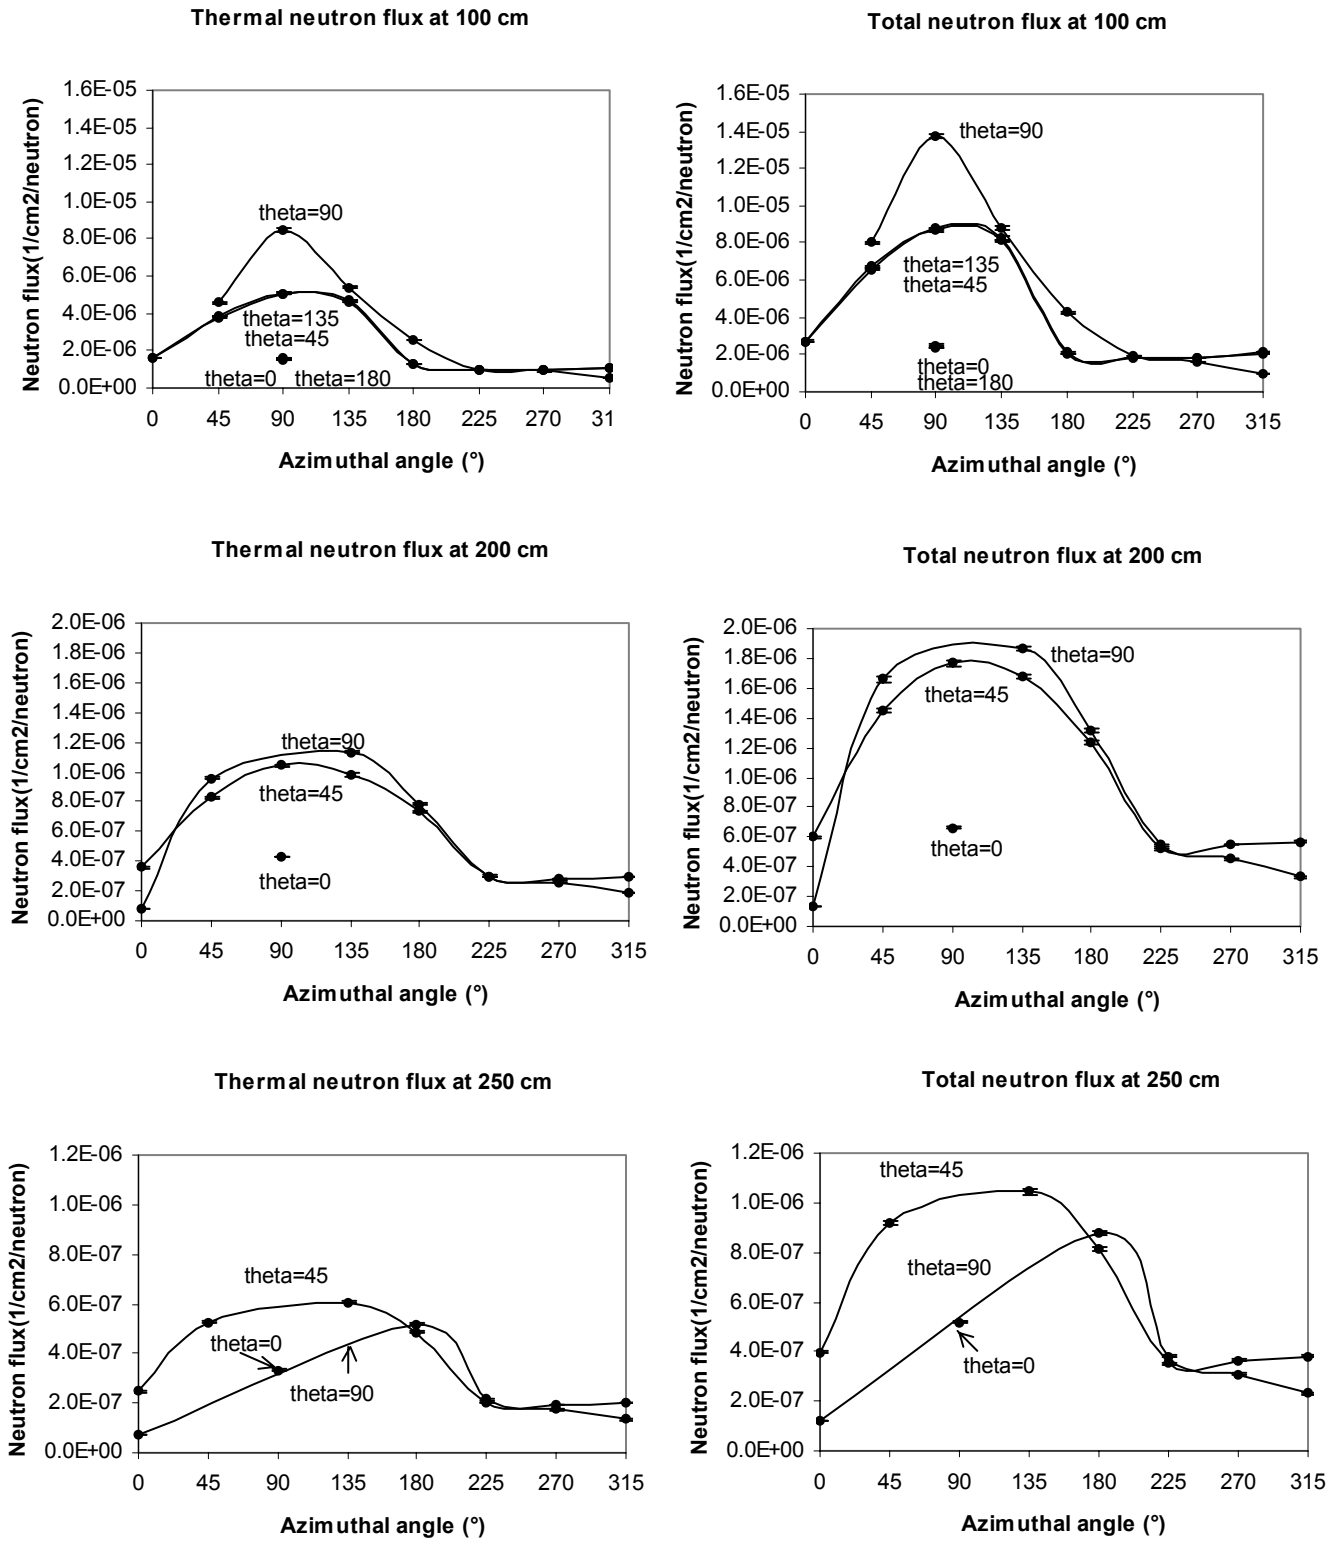 Thermal neutron flux at 100 cm
Neutron flux(1/cm2/neutron)
1.6E-05
1.4E-05
1.2E-05
1.0E-05
8.0E-06
6.0E-06
4.0E-06
2.0E-06
0.0E+00
theta=90
theta=135
theta=45
theta=0 theta=180
0 45 90 135 180 225 270 31
Azimuthal angle (°)
Total neutron flux at 100 cm
Neutron flux(1/cm2/neutron)
1.6E-05
1.4E-05
1.2E-05
1.0E-05
8.0E-06
6.0E-06
4.0E-06
2.0E-06
0.0E+00
theta=90
theta=135
theta=45
theta=0
theta=180
0 45 90 135 180 225 270 315
Azimuthal angle (°)
Thermal neutron flux at 200 cm
Neutron flux(1/cm2/neutron)
2.0E-06
1.8E-06
1.6E-06
1.4E-06
1.2E-06
1.0E-06
8.0E-07
6.0E-07
4.0E-07
2.0E-07
0.0E+00
theta=90
theta=45
theta=0
0 45 90 135 180 225 270 315
Azimuthal angle (°)
Total neutron flux at 200 cm
Neutron flux(1/cm2/neutron)
2.0E-06
1.8E-06
1.6E-06
1.4E-06
1.2E-06
1.0E-06
8.0E-07
6.0E-07
4.0E-07
2.0E-07
0.0E+00
theta=90
theta=45
theta=0
0 45 90 135 180 225 270 315
Azimuthal angle (°)
Thermal neutron flux at 250 cm
Neutron flux(1/cm2/neutron)
1.2E-06
1.0E-06
8.0E-07
6.0E-07
4.0E-07
2.0E-07
0.0E+00
theta=45
theta=0
theta=90
0 45 90 135 180 225 270 315
Azimuthal angle (°)
Total neutron flux at 250 cm
Neutron flux(1/cm2/neutron)
1.2E-06
1.0E-06
8.0E-07
6.0E-07
4.0E-07
2.0E-07
0.0E+00
theta=45
theta=90
theta=0
0 45 90 135 180 225 270 315
Azimuthal angle (°)